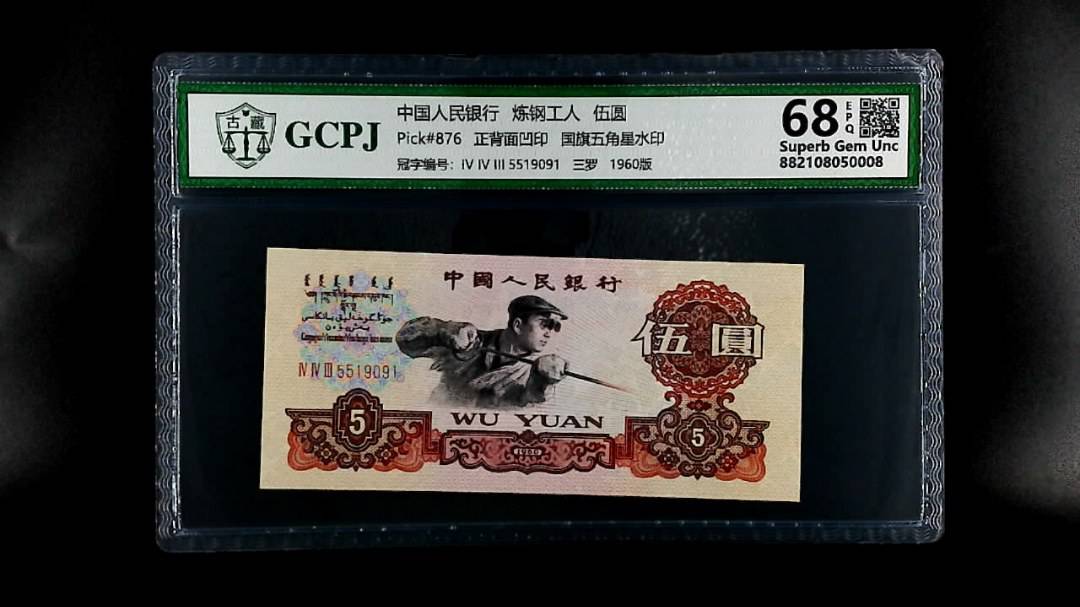 古 藏
GCPJ
中国人民银行 炼钢工人 伍圆
Pick#876 正背面凹印 国旗五角星水印
冠字编号: IV IV III 5519091 三罗 1960版
68
EPQ
Superb Gem Unc
882108050008
中國人民銀行
伍圓
IV IV III 5519091
5
WU YUAN
1960
5